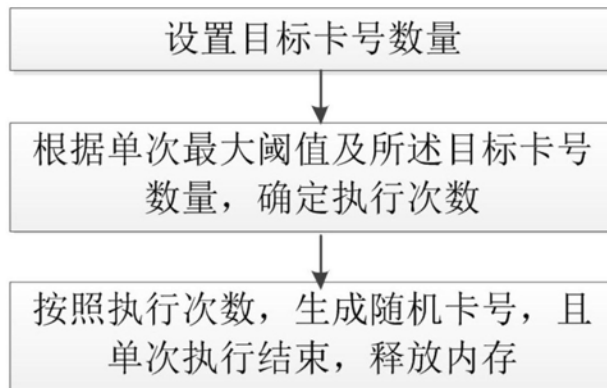 设置目标卡号数量
根据单次最大阈值及所述目标卡号
数量，确定执行次数
按照执行次数，生成随机卡号，且
单次执行结束，释放内存